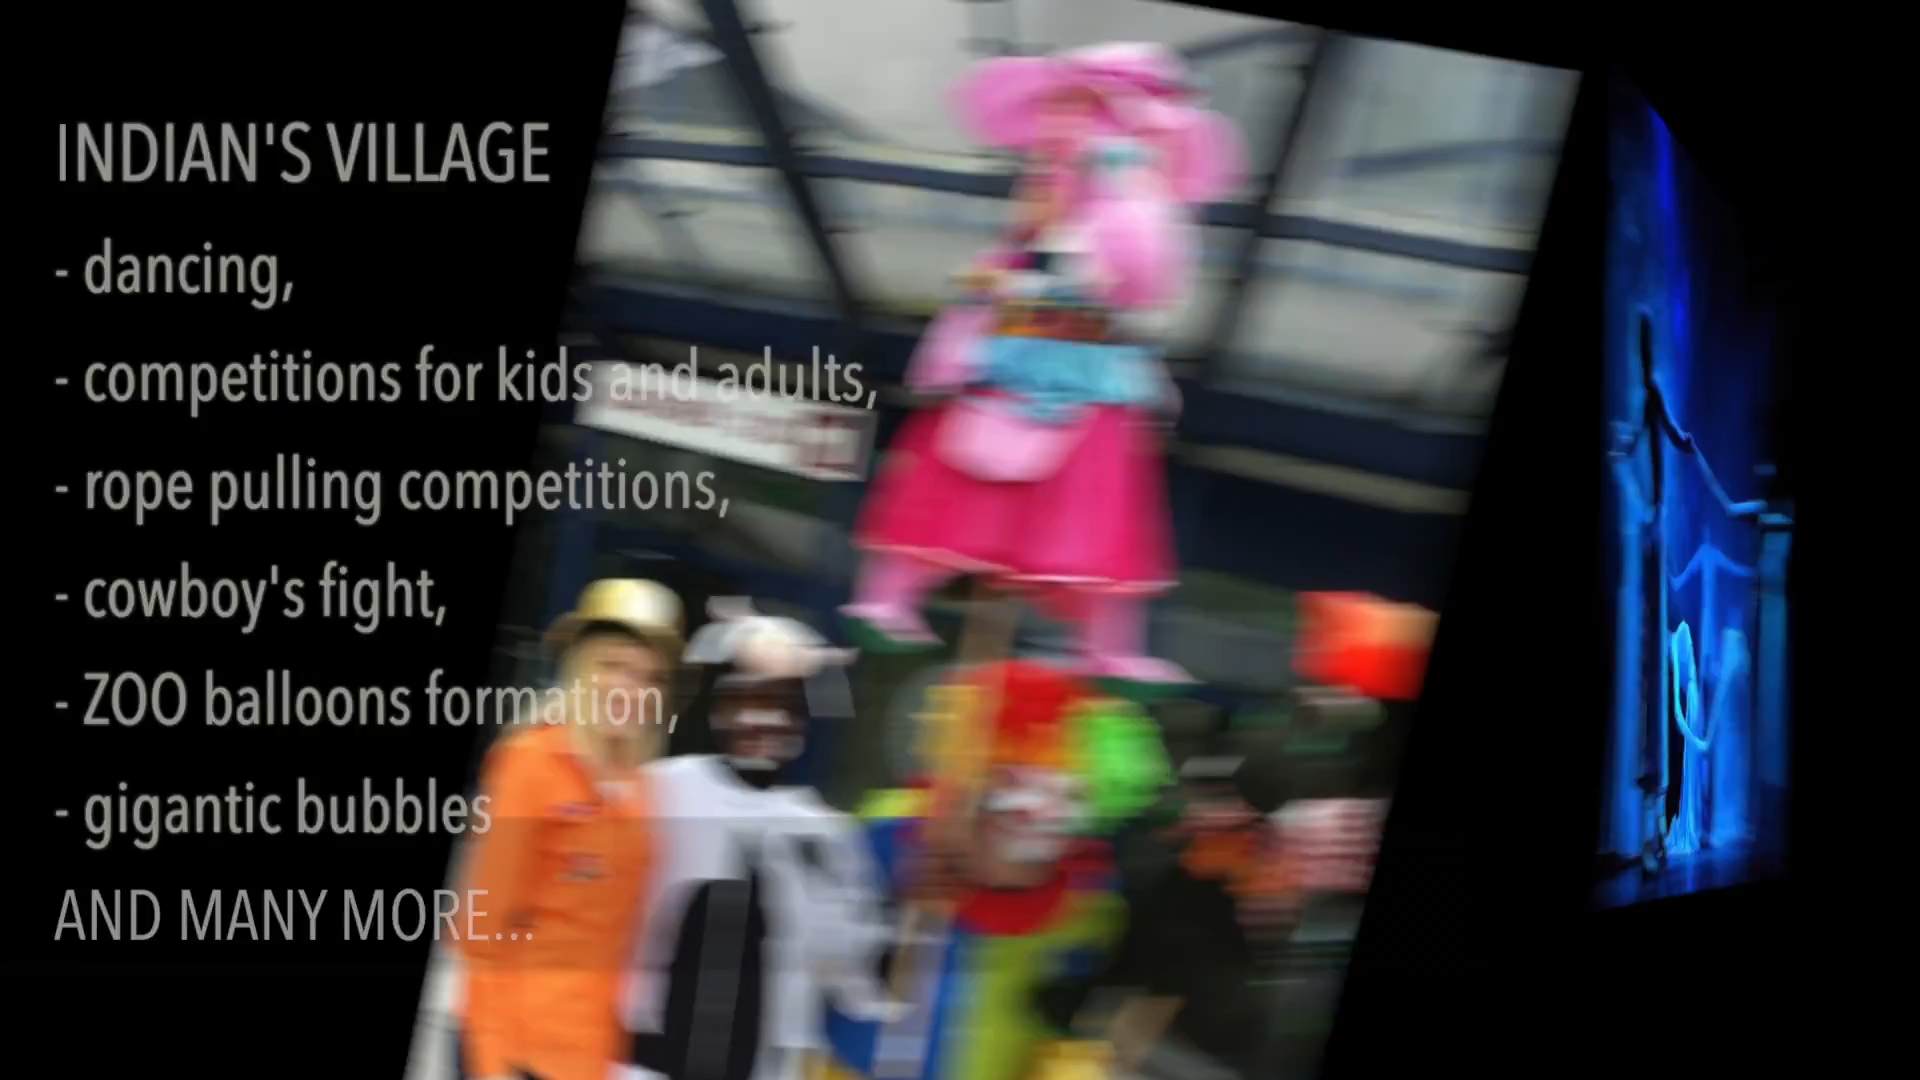 INDIAN'S VILLAGE
- dancing,
- competitions for kids and adults,
- rope pulling competitions,
- cowboy's fight,
- ZOO balloons formation,
- gigantic bubbles
AND MANY MORE...